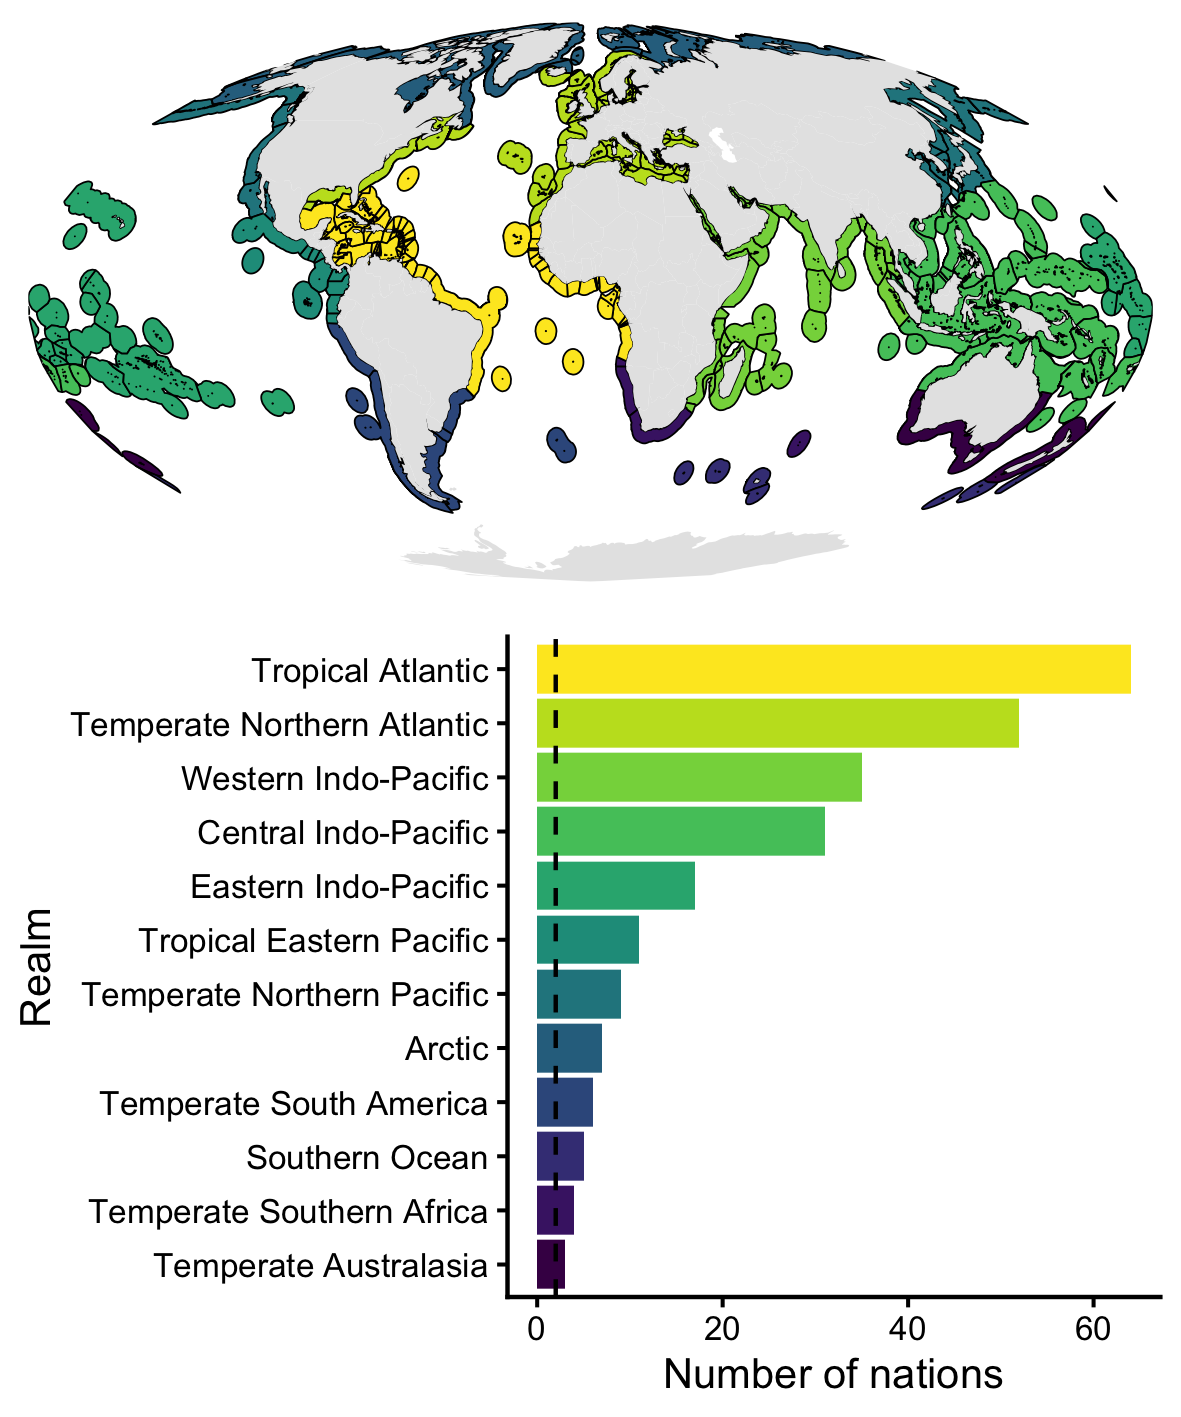 Tropical Atlantic
Temperate Northern Atlantic
Western Indo-Pacific
Central Indo-Pacific
Eastern Indo-Pacific
Tropical Eastern Pacific
Temperate Northern Pacific
Arctic
Temperate South America
Southern Ocean
Temperate Southern Africa
Temperate Australasia
Realm
0 20 40 60
Number of nations